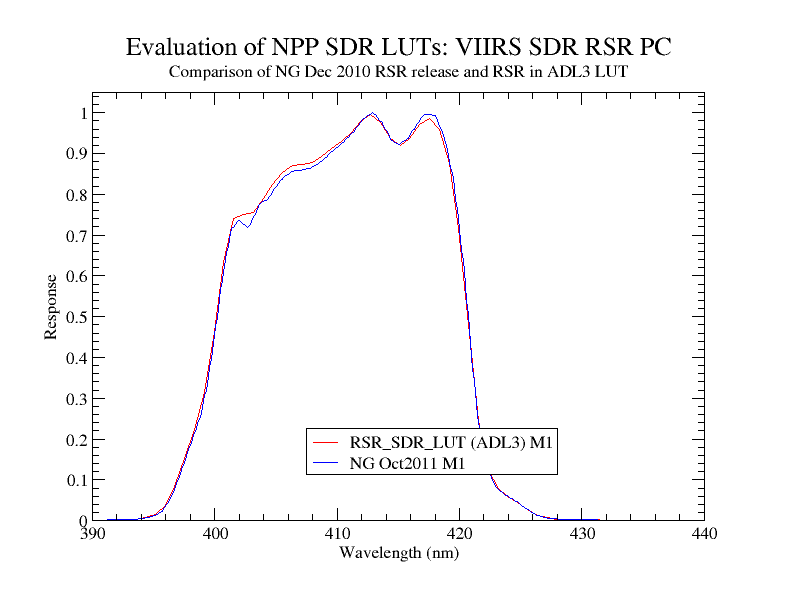 Evaluation of NPP SDR LUTs: VIIRS SDR RSR PC
Comparison of NG Dec 2010 RSR release and RSR in ADL3 LUT
1
0.9
0.8
0.7
0.6
0.5
0.4
0.3
0.2
0.1
0
Response
RSR_SDR_LUT (ADL3) M1
NG Oct2011 M1
390 400 410 420 430 440
Wavelength (nm)